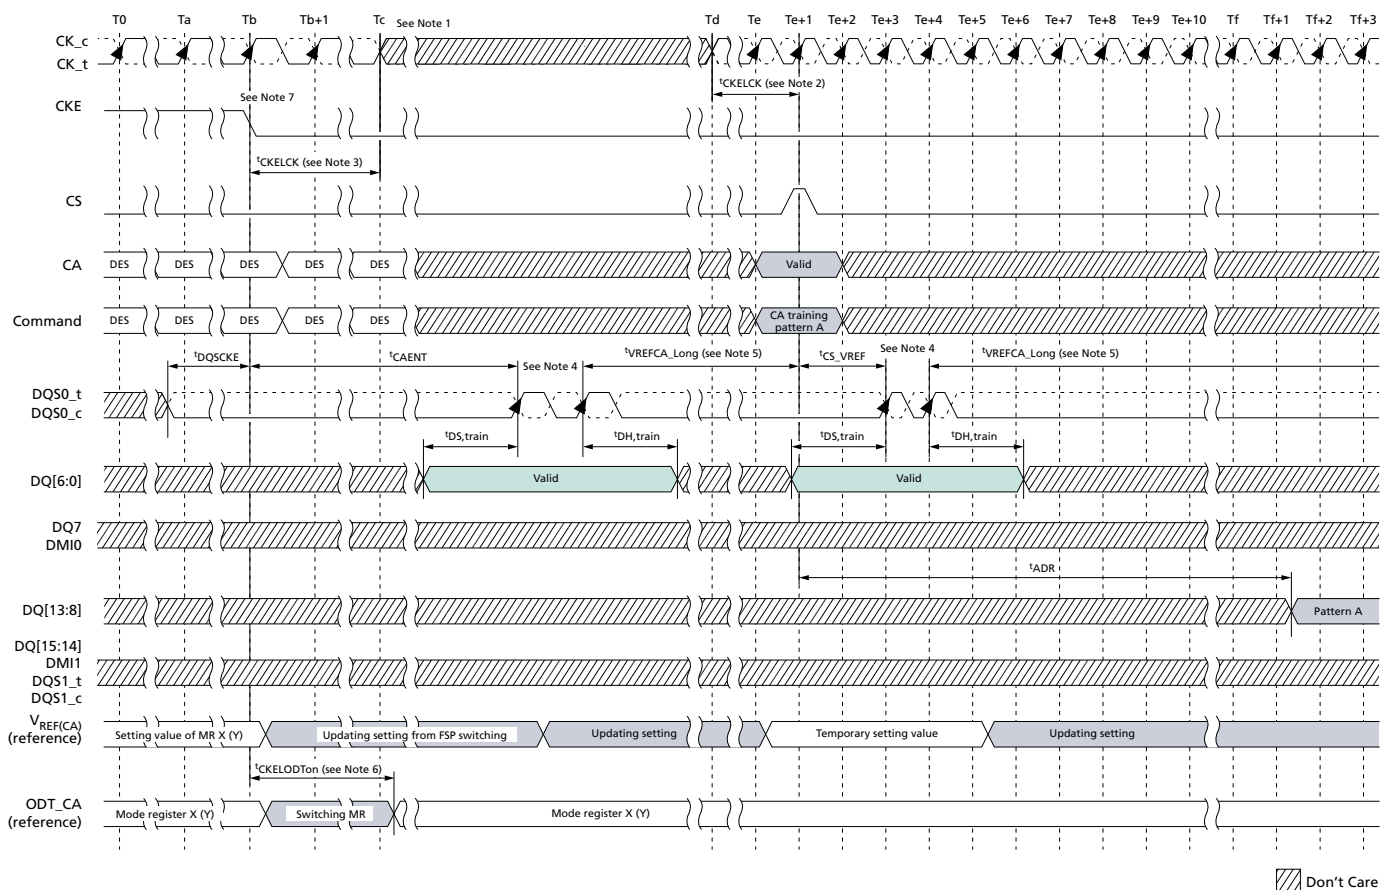 T0 Ta Tb Tb+1 Tc See Note 1 Td Te Te+1 Te+2 Te+3 Te+4 Te+5 Te+6 Te+7 Te+8 Te+9 Te+10 Tf Tf+1 Tf+2 Tf+3
CK_c
CK_t
tCKELCK (see Note 2)
CKE
See Note 7
tCKELCK (see Note 3)
CS
CA
DES DES DES DES DES Valid
Command
DES DES DES DES DES CA training
pattern A
tDQSCKE tCAENT See Note 4 tVREFCA_Long (see Note 5) tCS_VREF See Note 4 tVREFCA_Long (see Note 5)
DQS0_t
DQS0_c
tDS,train tDH,train tDS,train tDH,train
DQ[6:0]
Valid Valid
DQ7
DMI0
tADR
DQ[13:8]
Pattern A
DQ[15:14]
DMI1
DQS1_t
DQS1_c
VREF(CA)
(reference)
Setting value of MR X (Y) Updating setting from FSP switching Updating setting Temporary setting value Updating setting
tCKELODTon (see Note 6)
ODT_CA
(reference)
Mode register X (Y) Switching MR Mode register X (Y)
Don't Care